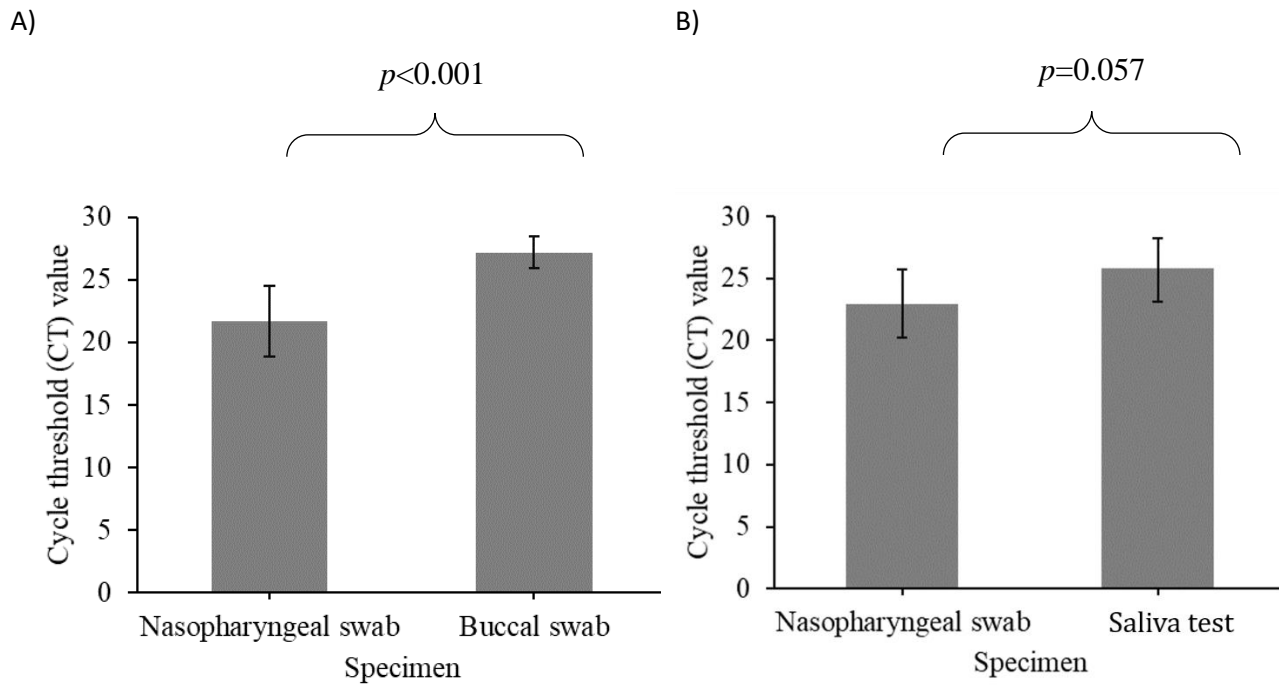 A)
p<0.001
Cycle threshold (CT) value
30
25
20
15
10
5
0
Nasopharyngeal swab
Buccal swab
Specimen
B)
p=0.057
Cycle threshold (CT) value
30
25
20
15
10
5
0
Nasopharyngeal swab
Saliva test
Specimen